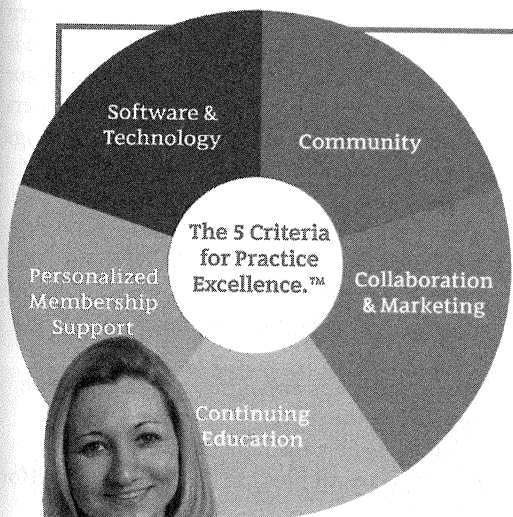 Software &
Technology
Community
The 5 Criteria
for Practice
Excellence.™
Personalized
Membership
Support
Collaboration
& Marketing
Continuing
Education